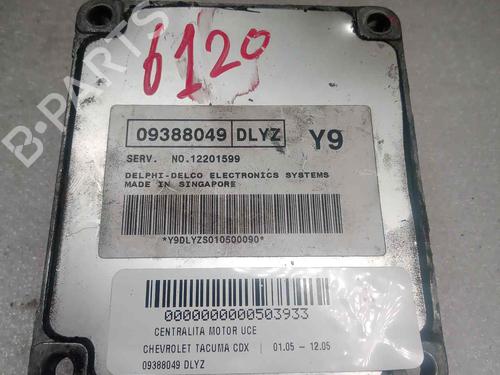 6120
B-PARTS
09388049 DLYZ Y9
SERV. NO.12201599
DELPHI-DELCO ELECTRONICS SYSTEMS
MADE IN SINGAPORE
*Y9DLYZS010500090*
0000000000503933
CENTRALITA MOTOR UCE
CHEVROLET TACUMA CDX | 01.05 – 12.05
09388049 DLYZ